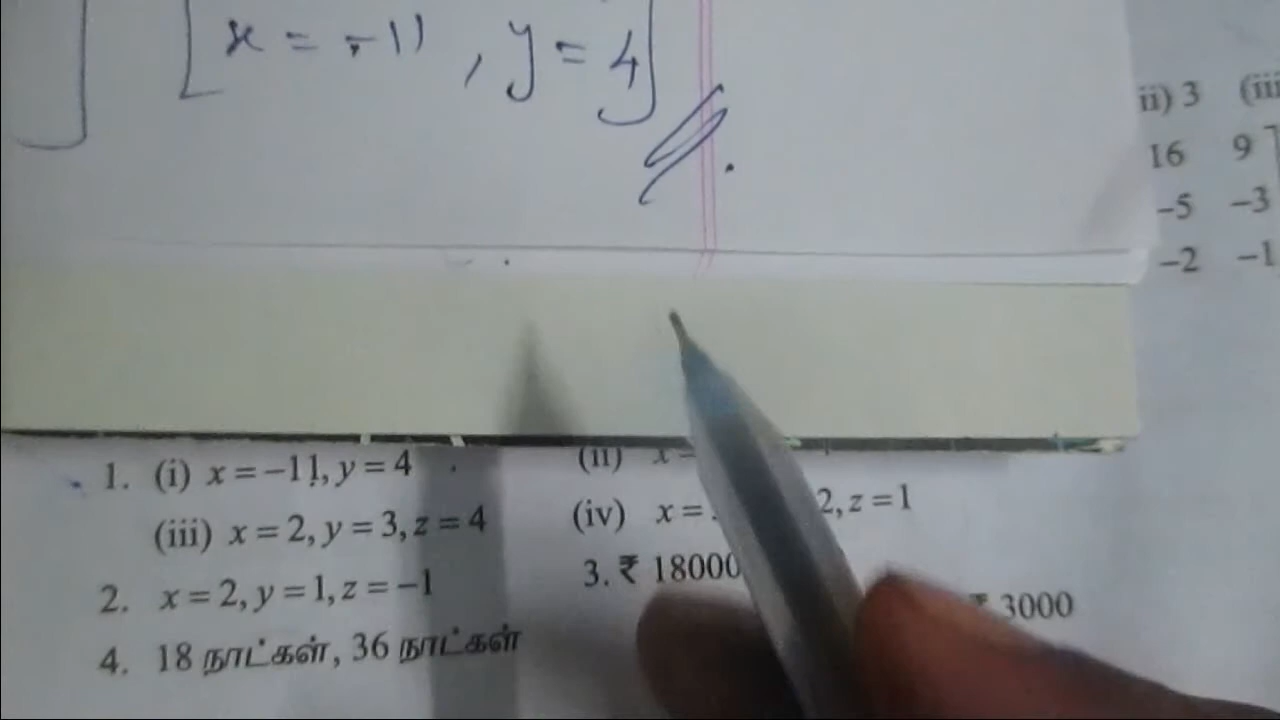 x = -11 , y = 4
ii) 3 (iii
16 9
-5 -3
-2 -1
1. (i) x = -11, y = 4 (ii) x
(iii) x = 2, y = 3, z = 4 (iv) x = 2, z = 1
2. x = 2, y = 1, z = -1 3. ₹ 18000 ₹ 3000
4. 18 நாட்கள், 36 நாட்கள்